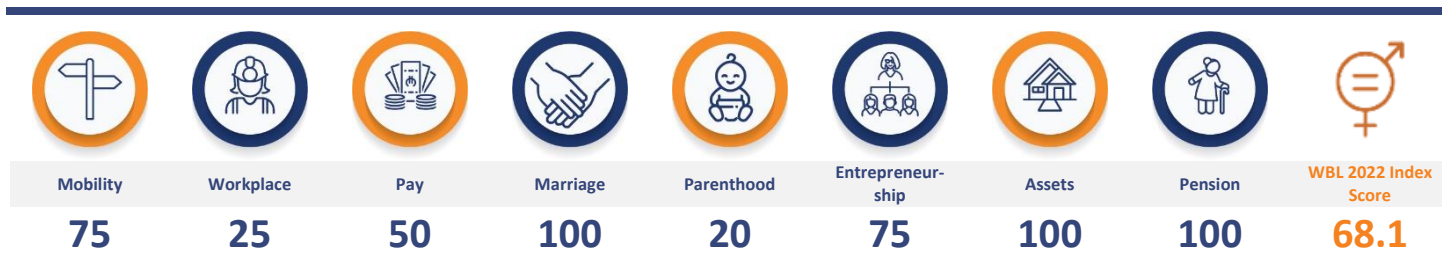 Mobility
Workplace
Pay
Marriage
Parenthood
Entrepreneur-
ship
Assets
Pension
WBL 2022 Index
Score
75
25
50
100
20
75
100
100
68.1